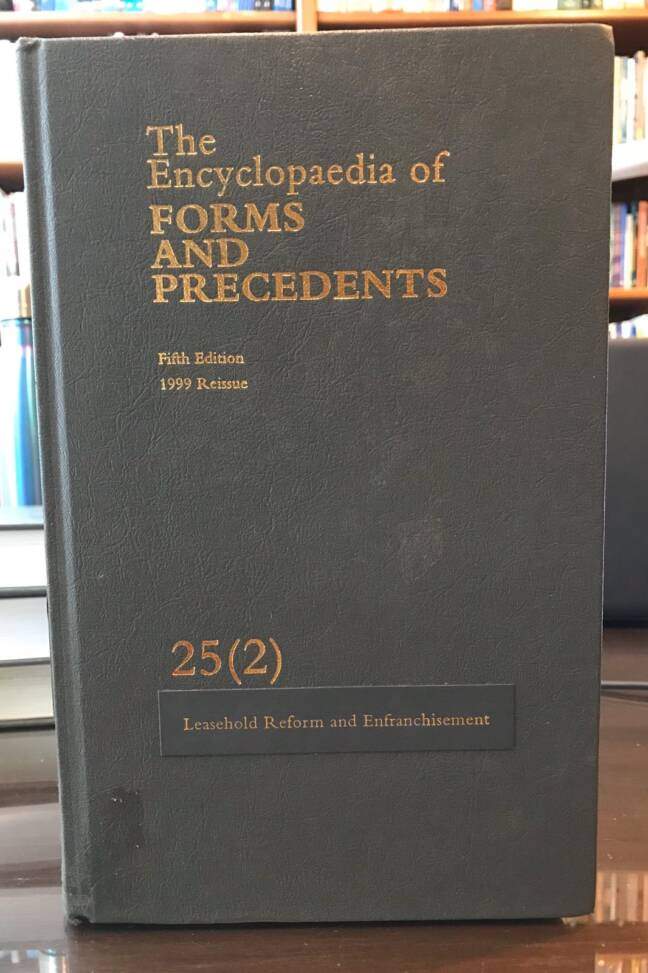 The
Encyclopaedia of
FORMS
AND
PRECEDENTS
Fifth Edition
1999 Reissue
25(2)
Leasehold Reform and Enfranchisement